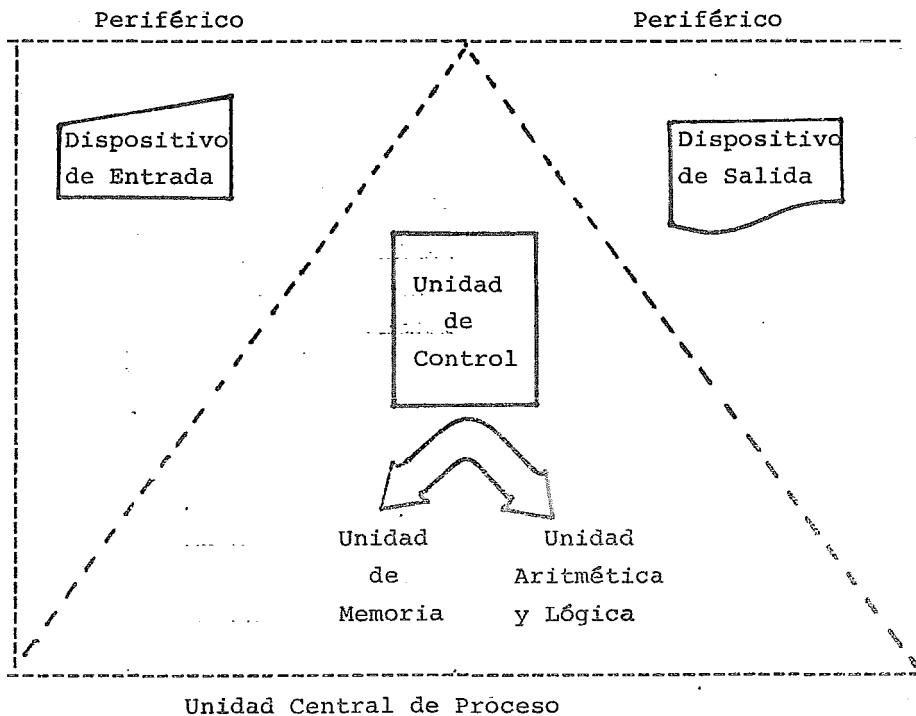 Periférico
Periférico
Dispositivo
de Entrada
Dispositivo
de Salida
Unidad
de
Control
Unidad
de
Memoria
Unidad
Aritmética
y Lógica
Unidad Central de Proceso